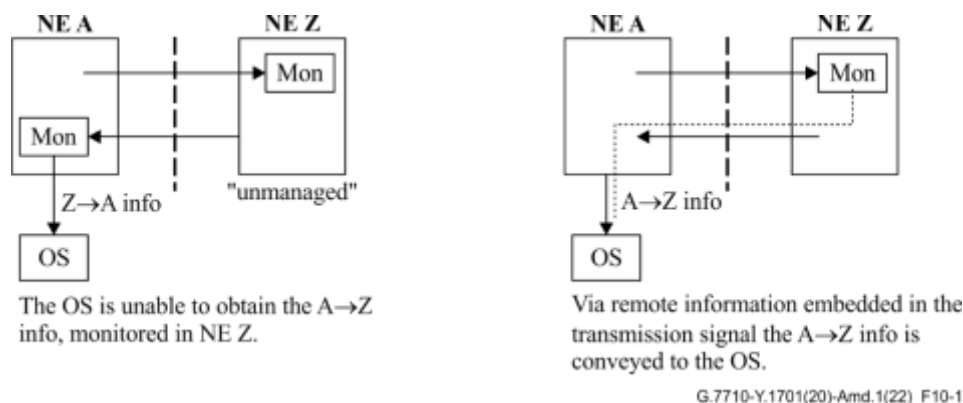 NE A
NE Z
Mon
Mon
Z→A info
"unmanaged"
OS
The OS is unable to obtain the A→Z
info, monitored in NE Z.
NE A
NE Z
Mon
A→Z info
OS
Via remote information embedded in the
transmission signal the A→Z info is
conveyed to the OS.
G.7710-Y.1701(20)-Amd.1(22)_F10-1